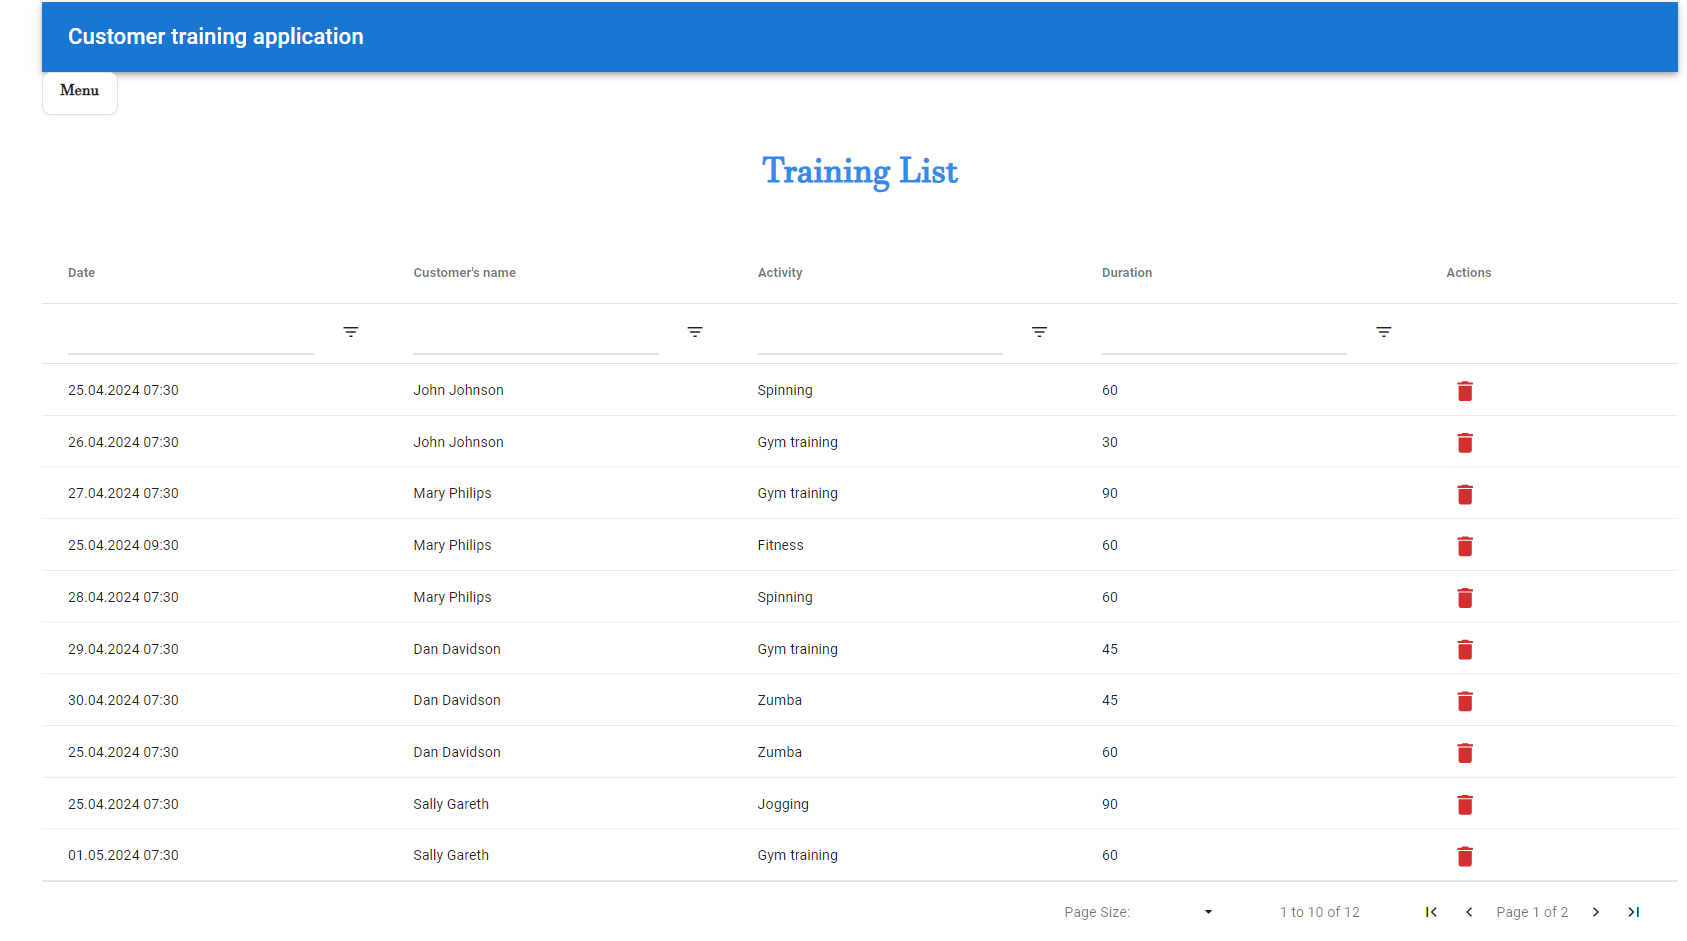 Customer training application
Menu
Training List
Date Customer's name Activity Duration Actions
25.04.2024 07:30 John Johnson Spinning 60
26.04.2024 07:30 John Johnson Gym training 30
27.04.2024 07:30 Mary Philips Gym training 90
25.04.2024 09:30 Mary Philips Fitness 60
28.04.2024 07:30 Mary Philips Spinning 60
29.04.2024 07:30 Dan Davidson Gym training 45
30.04.2024 07:30 Dan Davidson Zumba 45
25.04.2024 07:30 Dan Davidson Zumba 60
25.04.2024 07:30 Sally Gareth Jogging 90
01.05.2024 07:30 Sally Gareth Gym training 60
Page Size: 1 to 10 of 12 Page 1 of 2